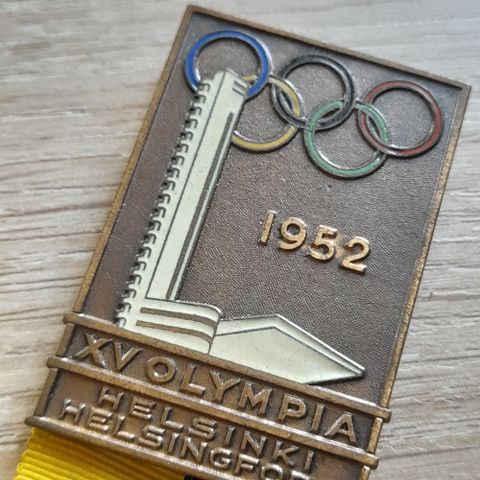 1952
XV OLYMPIA
HELSINKI